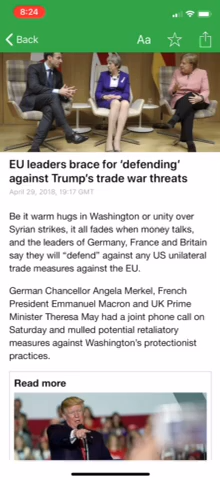 8:24
Back
Aa
EU leaders brace for ‘defending’
against Trump’s trade war threats
April 29, 2018, 19:17 GMT
Be it warm hugs in Washington or unity over
Syrian strikes, it all fades when money talks,
and the leaders of Germany, France and Britain
say they will “defend” against any US unilateral
trade measures against the EU.
German Chancellor Angela Merkel, French
President Emmanuel Macron and UK Prime
Minister Theresa May had a joint phone call on
Saturday and mulled potential retaliatory
measures against Washington’s protectionist
practices.
Read more